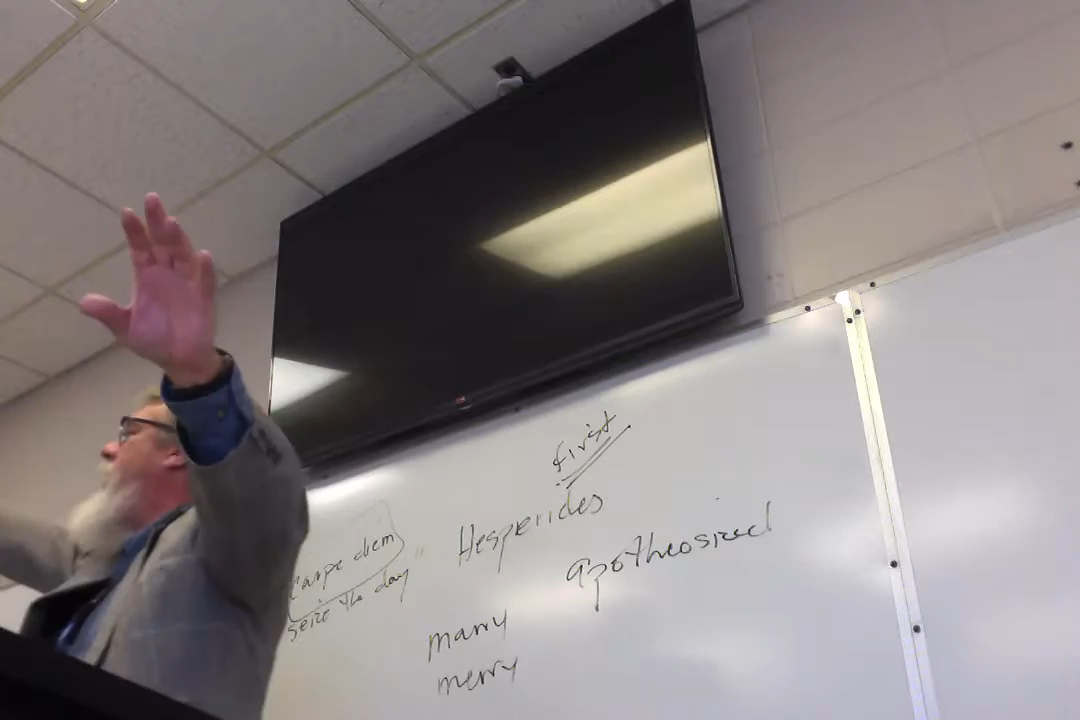 First
Carpe diem
seize the day
Hesperides
apotheosized
marry
merry